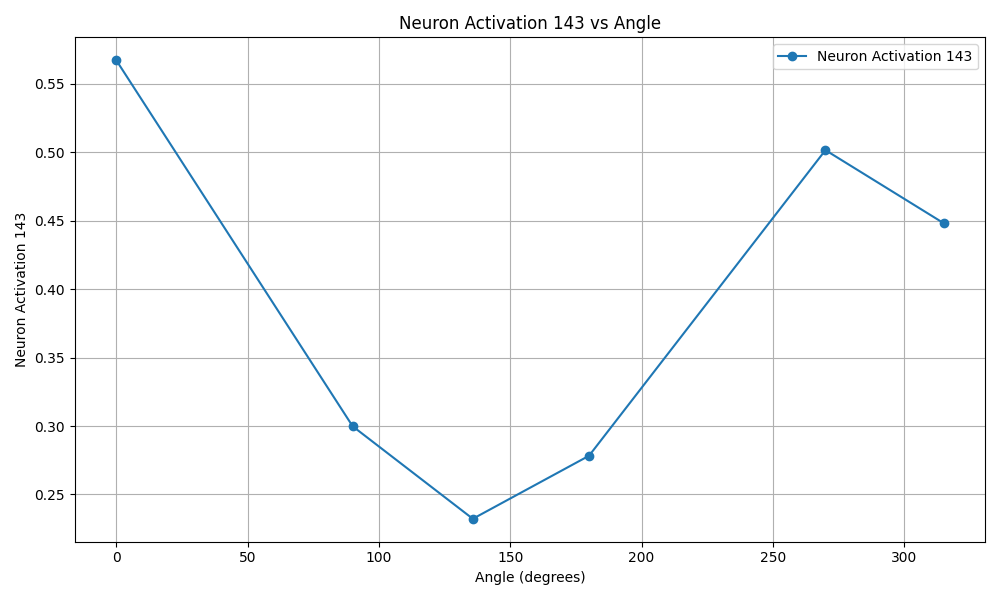 Neuron Activation 143 vs Angle
Neuron Activation 143
0.55
0.50
0.45
0.40
0.35
0.30
0.25
Neuron Activation 143
0 50 100 150 200 250 300
Angle (degrees)